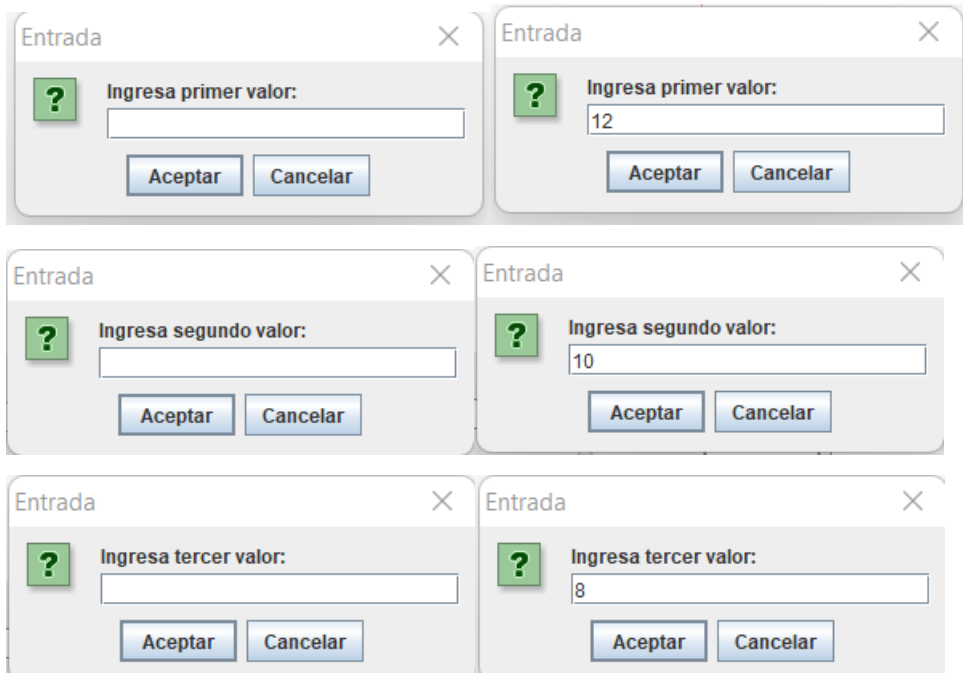 Entrada
Ingresa primer valor:
?
Aceptar Cancelar
Entrada
Ingresa primer valor:
?
12
Aceptar Cancelar
Entrada
Ingresa segundo valor:
?
Aceptar Cancelar
Entrada
Ingresa segundo valor:
?
10
Aceptar Cancelar
Entrada
Ingresa tercer valor:
?
Aceptar Cancelar
Entrada
Ingresa tercer valor:
?
8
Aceptar Cancelar